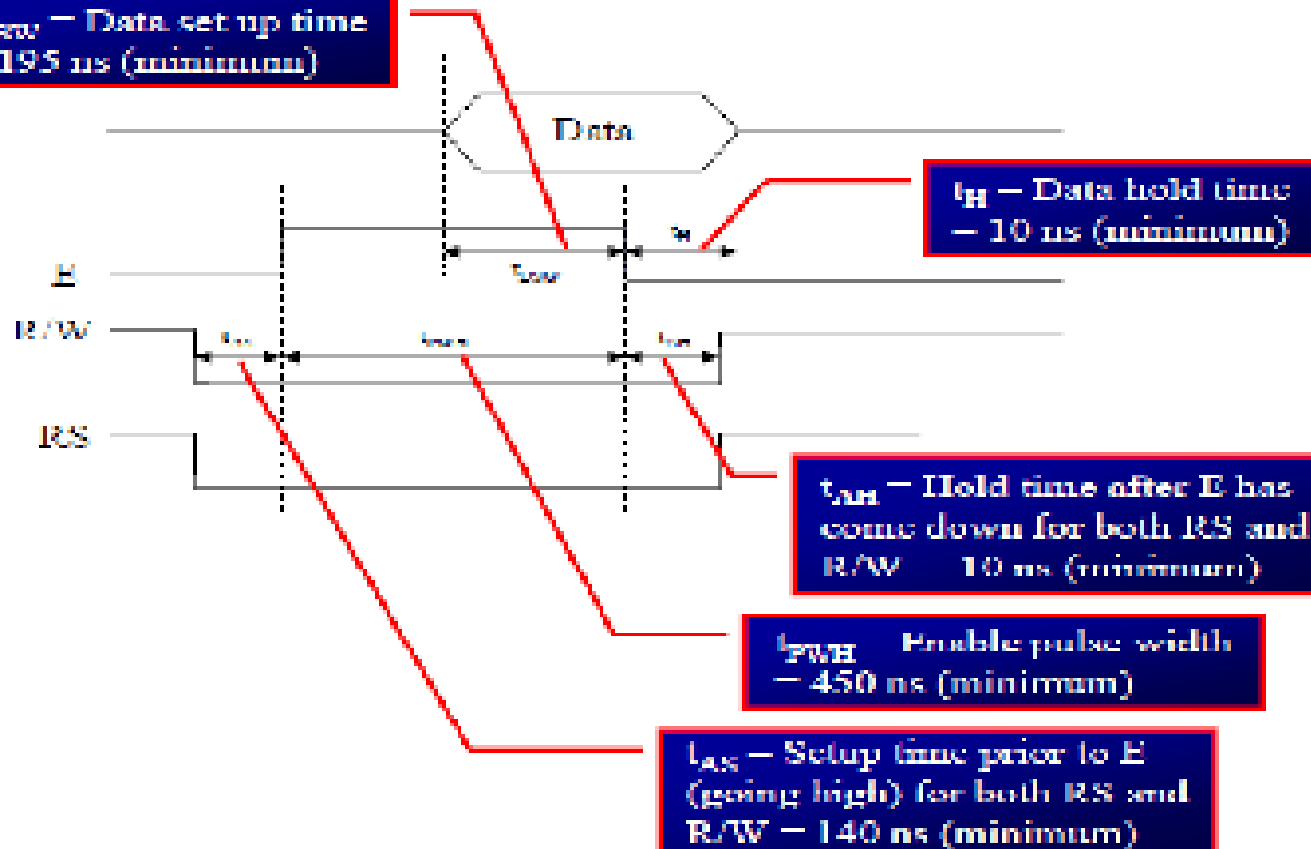 – Data set up time
195 ns (minimum)
Data
tH – Data hold time
– 10 ns (minimum)
tH
E
R/W
RS
tAH – Hold time after E has
come down for both RS and
R/W – 10 ns (minimum)
tPWH – Enable pulse width
– 450 ns (minimum)
tAS – Setup time prior to E
(going high) for both RS and
R/W – 140 ns (minimum)